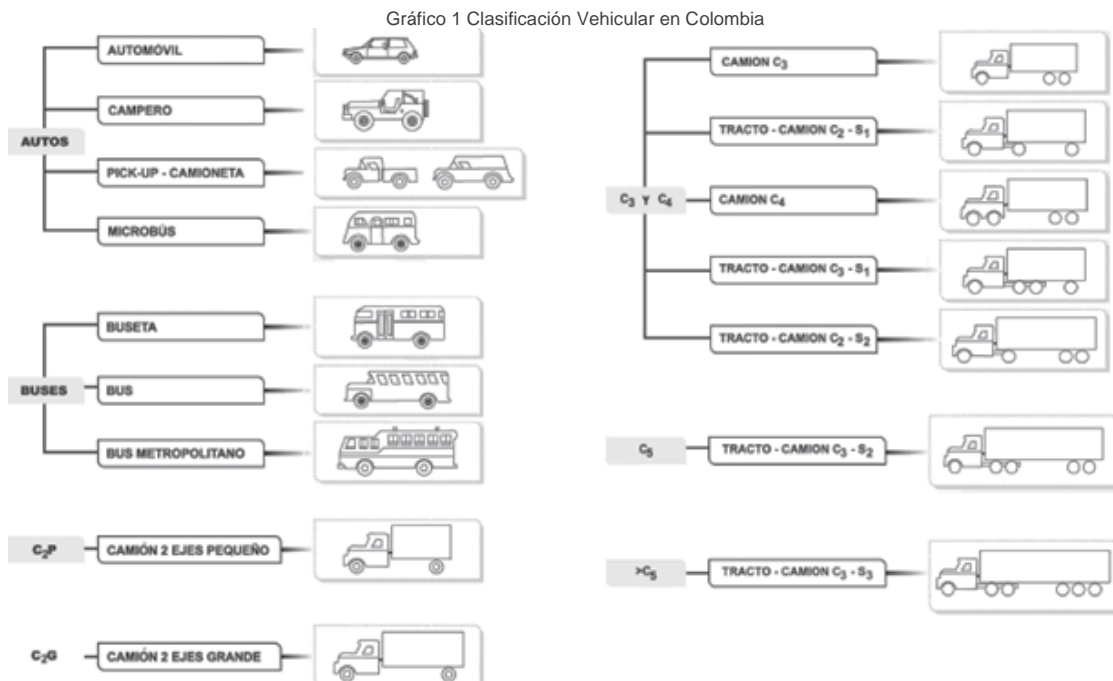 Gráfico 1 Clasificación Vehicular en Colombia
AUTOS
AUTOMÓVIL
CAMPERO
PICK-UP - CAMIONETA
MICROBÚS
BUSES
BUSETA
BUS
BUS METROPOLITANO
C₂P
CAMIÓN 2 EJES PEQUEÑO
C₂G
CAMIÓN 2 EJES GRANDE
C₃ Y C₄
CAMION C₃
TRACTO - CAMION C₂ - S₁
CAMION C₄
TRACTO - CAMION C₃ - S₁
TRACTO - CAMION C₂ - S₂
C₅
TRACTO - CAMION C₃ - S₂
>C₅
TRACTO - CAMION C₃ - S₃